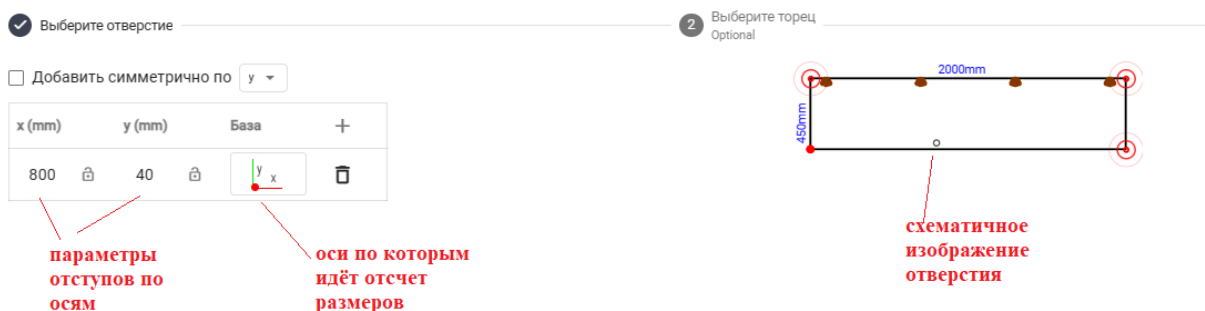 Выберите отверстие
2 Выберите торец
Optional
Добавить симметрично по y
x (mm) y (mm) База +
800 40 y x
2000mm
450mm
параметры
отступов по
осям
оси по которым
идёт отсчет
размеров
схематичное
изображение
отверстия